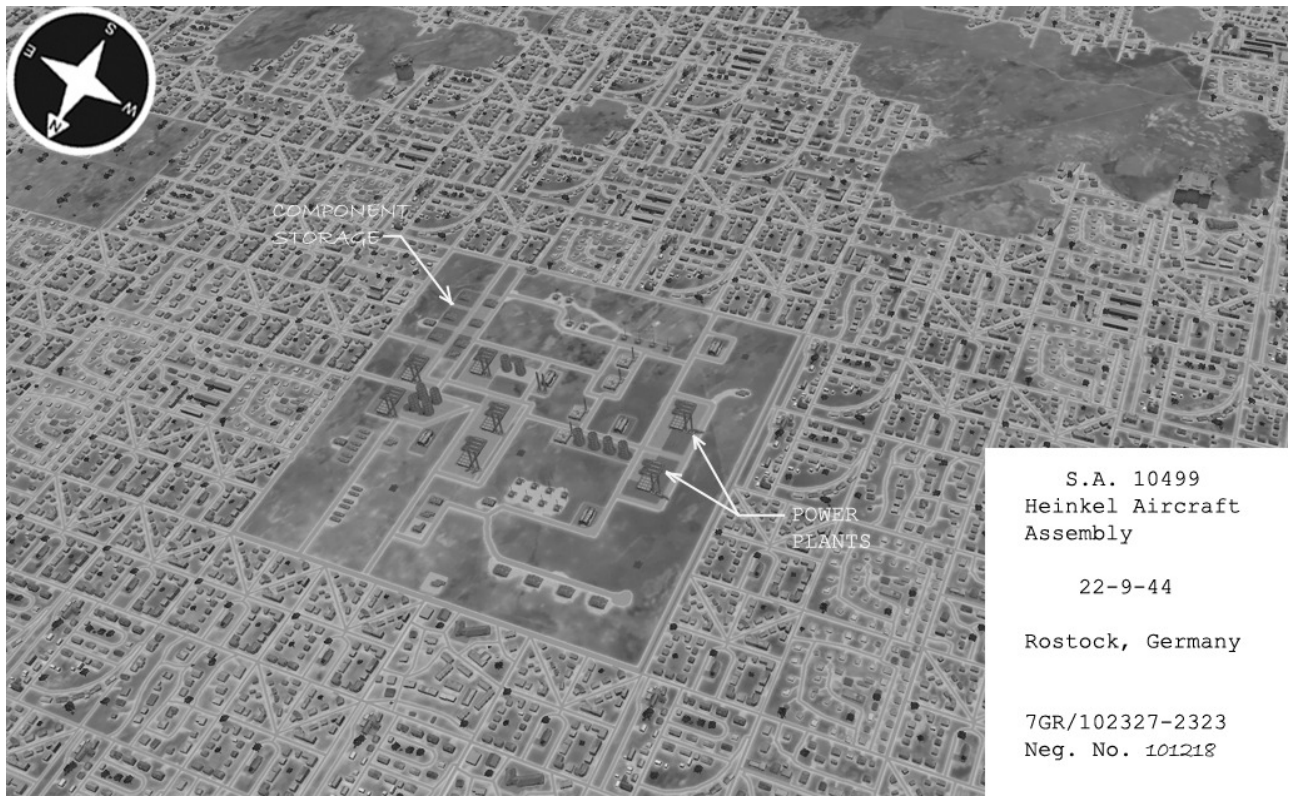 S
E
W
N
COMPONENT
STORAGE
POWER
PLANTS
S.A. 10499
Heinkel Aircraft
Assembly
22-9-44
Rostock, Germany
7GR/102327-2323
Neg. No. 101218